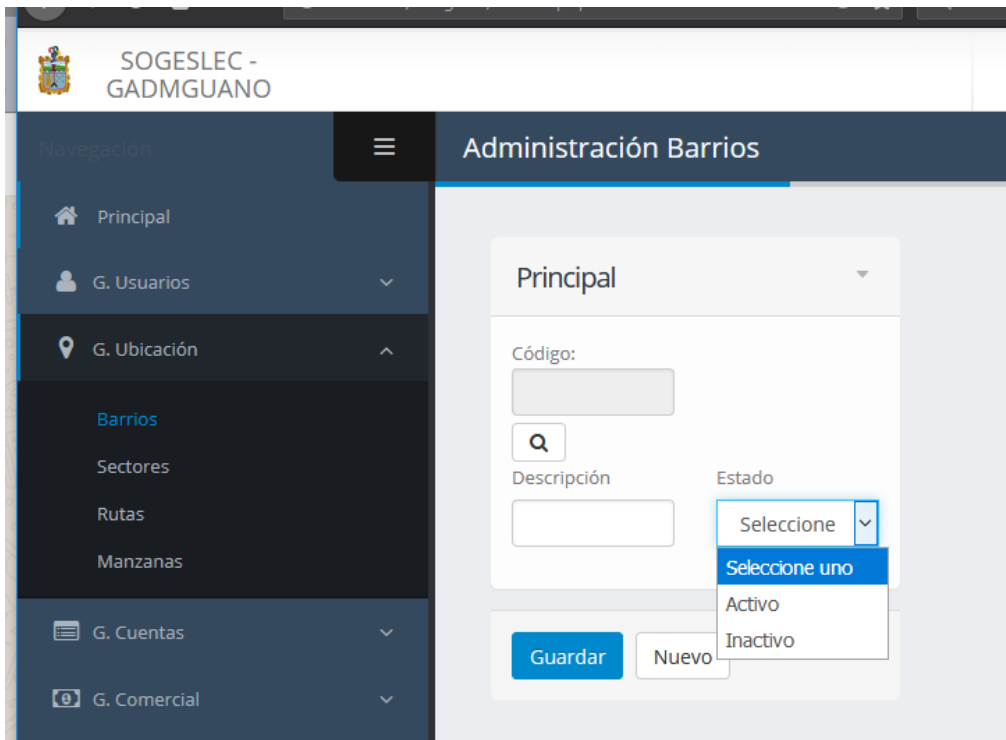 SOGESLEC -
GADMGUANO
Navegación
Administración Barrios
Principal
G. Usuarios
G. Ubicación
Barrios
Sectores
Rutas
Manzanas
G. Cuentas
G. Comercial
Principal
Código:
Descripción Estado
Seleccione
Seleccione uno
Activo
Inactivo
Guardar Nuevo